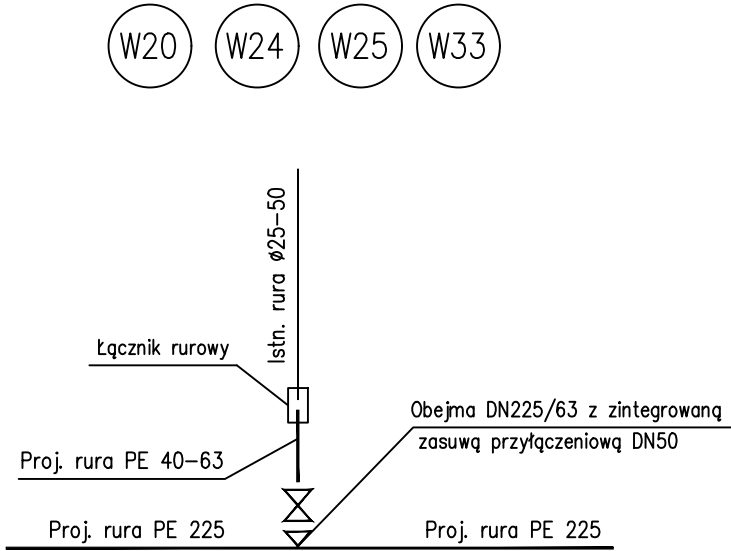 W20 W24 W25 W33
Istn. rura ø25-50
Łącznik rurowy
Obejma DN225/63 z zintegrowaną
zasuwą przyłączeniową DN50
Proj. rura PE 40-63
Proj. rura PE 225
Proj. rura PE 225